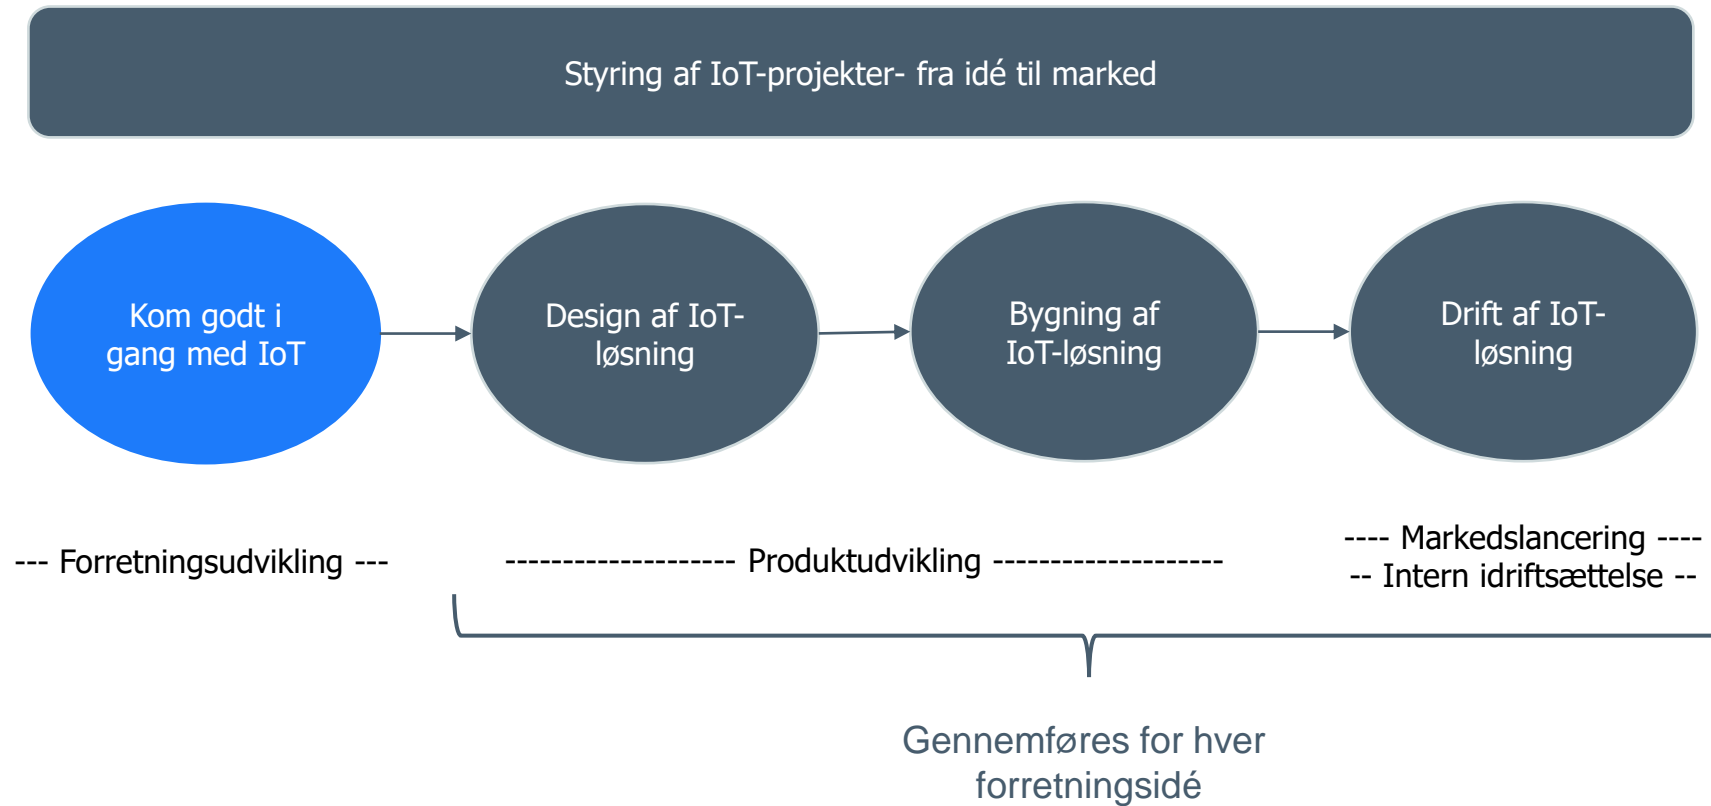 Styring af IoT-projekter- fra idé til marked
Kom godt i
gang med IoT
Design af IoT-
løsning
Bygning af
IoT-løsning
Drift af IoT-
løsning
--- Forretningsudvikling ---
-------------------- Produktudvikling --------------------
---- Markedslancering ----
-- Intern idriftsættelse --
Gennemføres for hver
forretningsidé